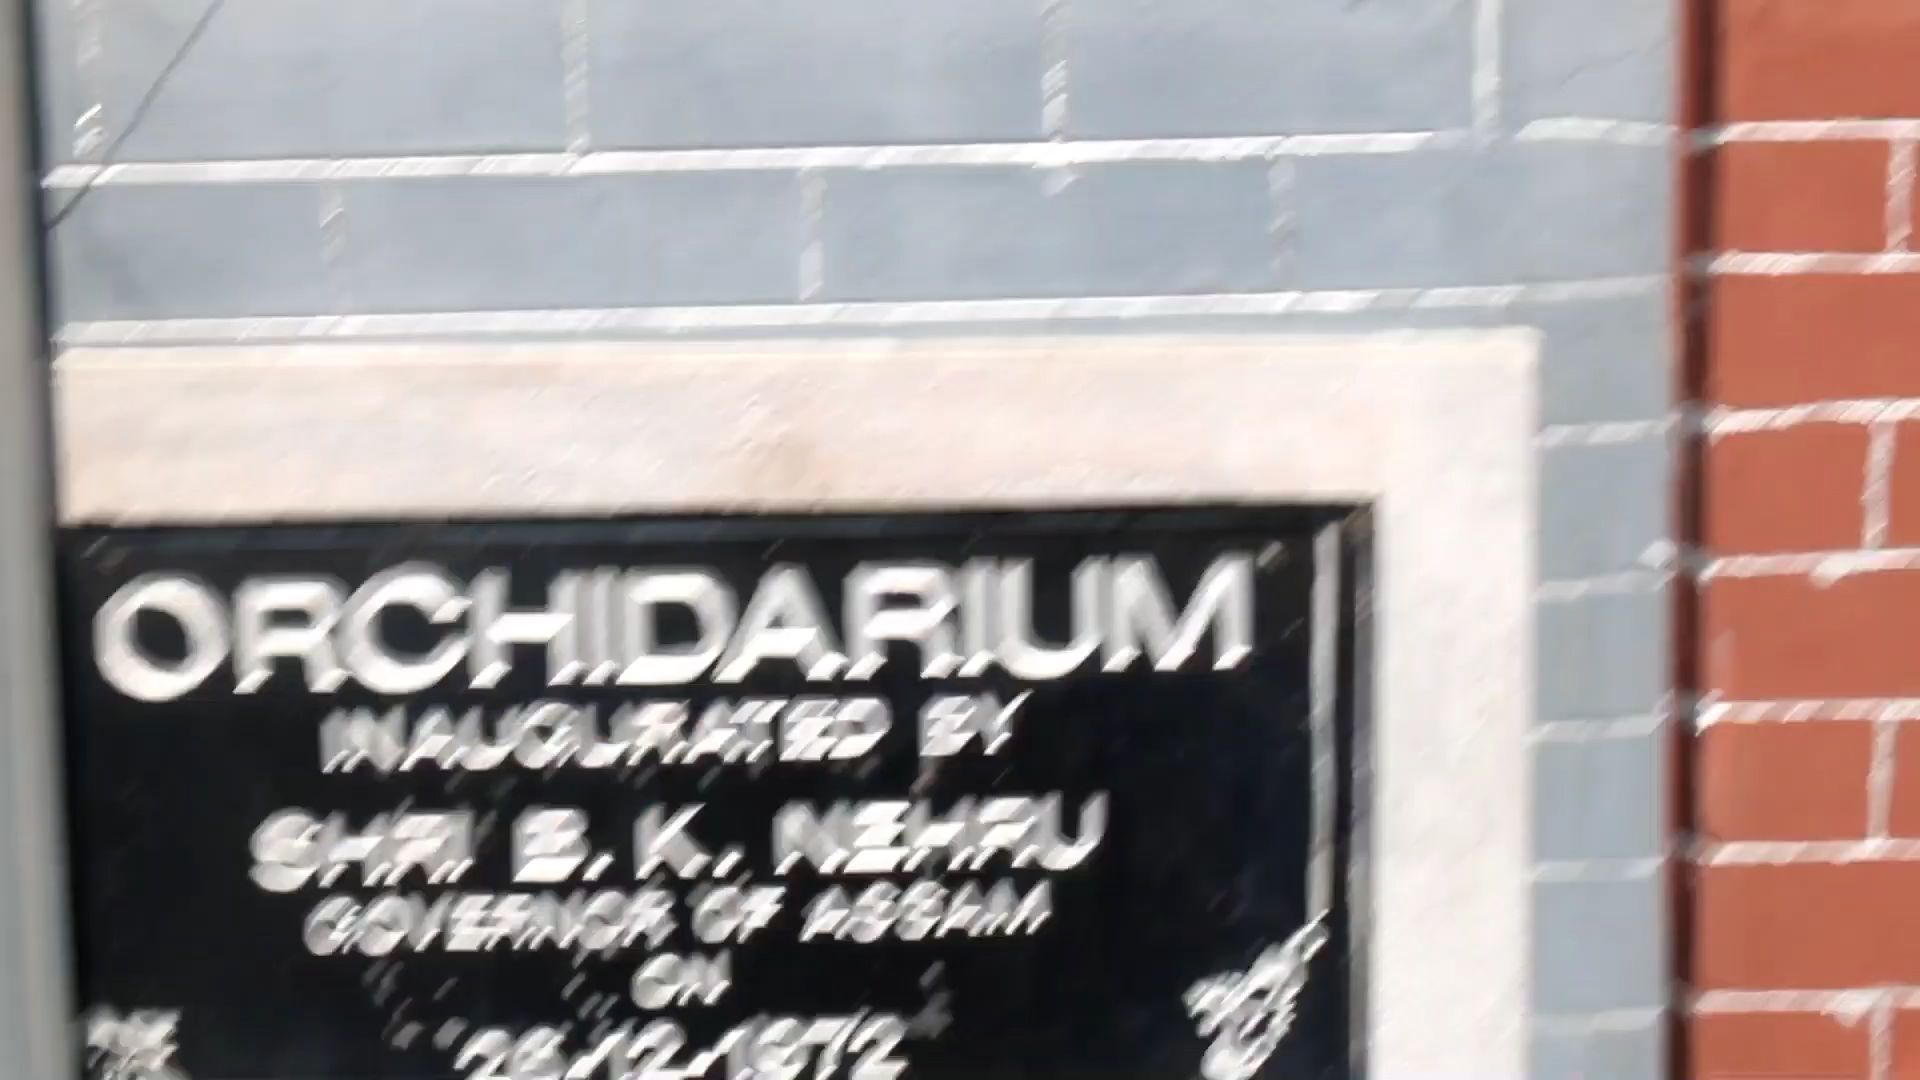 ORCHIDARIUM
INAUGURATED BY
SHRI B. K. NEHRU
GOVERNOR OF ASSAM
ON